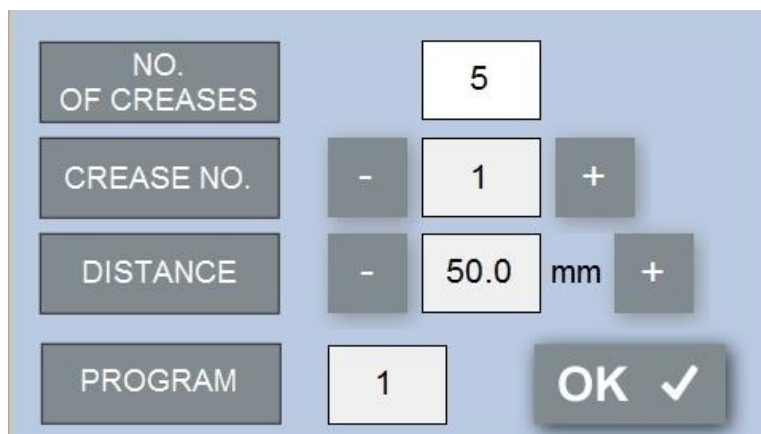 NO.
OF CREASES
5
CREASE NO.
-
1
+
DISTANCE
-
50.0
mm
+
PROGRAM
1
OK ✓